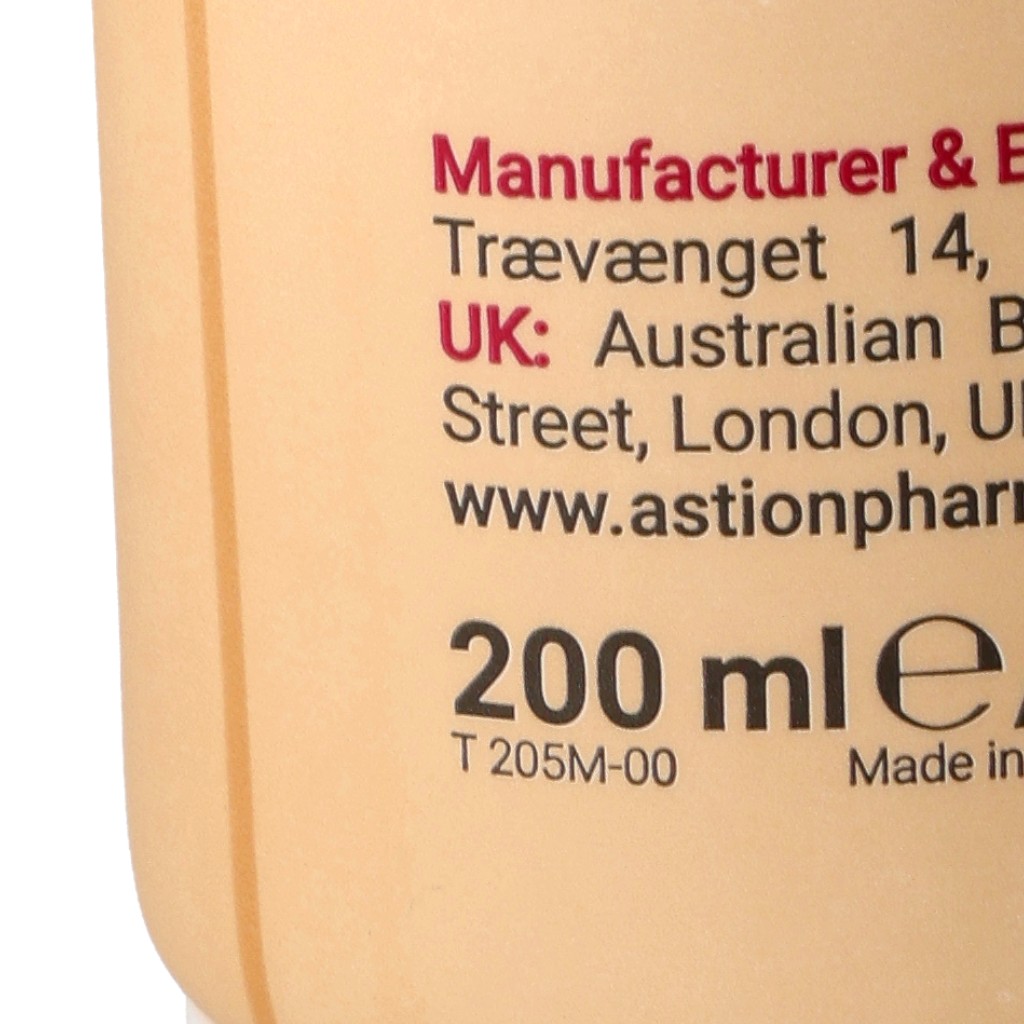 Manufacturer &
Trævænget 14,
UK: Australian
Street, London,
www.astionphar
200 ml ℮
T 205M-00
Made in